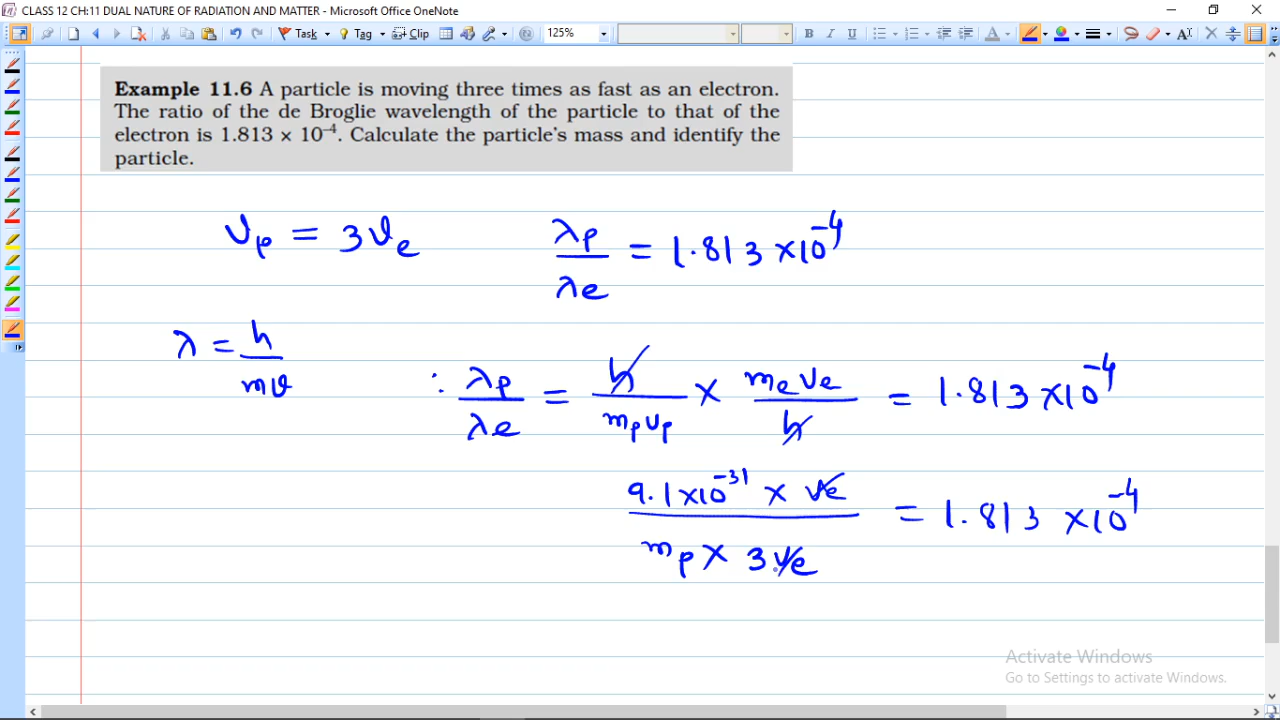 CLASS 12 CH:11 DUAL NATURE OF RADIATION AND MATTER - Microsoft Office OneNote
Task Tag Clip 125% B I U
Example 11.6 A particle is moving three times as fast as an electron.
The ratio of the de Broglie wavelength of the particle to that of the
electron is 1.813 × 10⁻⁴. Calculate the particle's mass and identify the
particle.
vₚ = 3vₑ λₚ/λₑ = 1.813 ×10⁻⁴
λ = h/mv
∴ λₚ/λₑ = h/mₚvₚ × mₑvₑ/h = 1.813 ×10⁻⁴
9.1×10⁻³¹ × vₑ / mₚ × 3vₑ = 1.813 ×10⁻⁴
Activate Windows
Go to Settings to activate Windows.